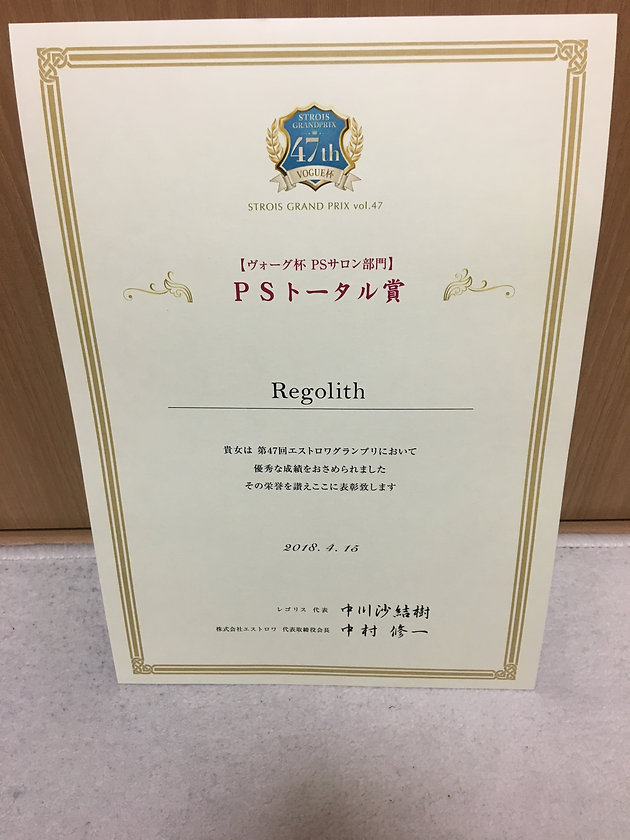 STROIS
GRANDPRIX
47th
VOGUE杯
STROIS GRAND PRIX vol.47
【ヴォーグ杯 PSサロン部門】
PSトータル賞
Regolith
貴女は 第47回エストロワグランプリにおいて
優秀な成績をおさめられました
その栄誉を讃えここに表彰致します
2018. 4. 15
レゴリス 代表 中川沙結樹
株式会社エストロワ 代表取締役会長 中村 修一